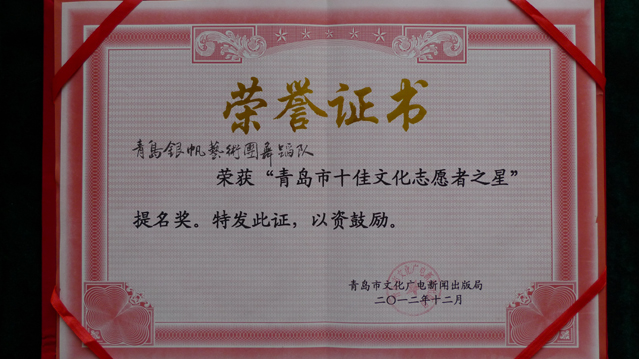 荣誉证书
青島銀帆藝術團舞蹈队
荣获“青岛市十佳文化志愿者之星”
提名奖。特发此证，以资鼓励。
青岛市文化广电新闻出版局
二〇一二年十二月